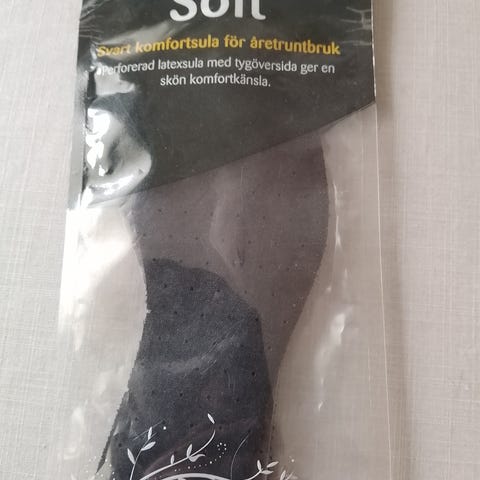 Soft
Svart komfortsula för åretruntbruk
Perforerad latexsula med tygöversida ger en
skön komfortkänsla.